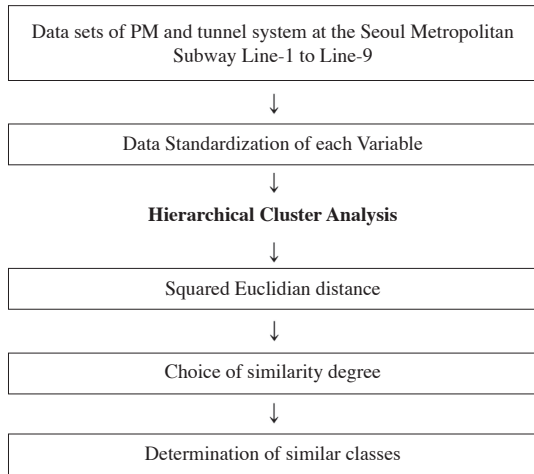 Data sets of PM and tunnel system at the Seoul Metropolitan
Subway Line-1 to Line-9
↓
Data Standardization of each Variable
↓
Hierarchical Cluster Analysis
↓
Squared Euclidian distance
↓
Choice of similarity degree
↓
Determination of similar classes